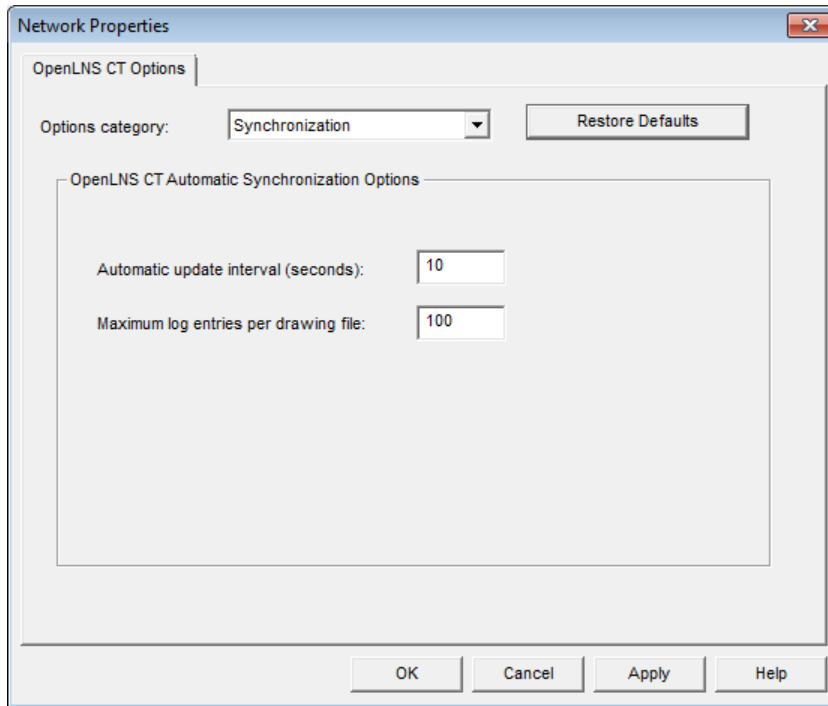 Network Properties
OpenLNS CT Options
Options category: Synchronization Restore Defaults
OpenLNS CT Automatic Synchronization Options
Automatic update interval (seconds): 10
Maximum log entries per drawing file: 100
OK Cancel Apply Help